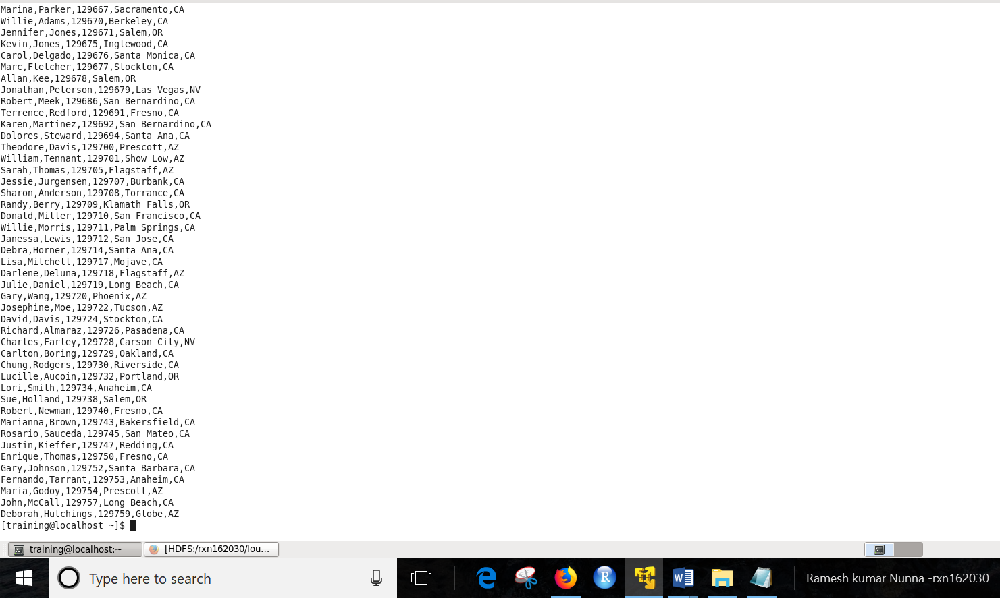 Marina,Parker,129667,Sacramento,CA
Willie,Adams,129670,Berkeley,CA
Jennifer,Jones,129671,Salem,OR
Kevin,Jones,129675,Inglewood,CA
Carol,Delgado,129676,Santa Monica,CA
Marc,Fletcher,129677,Stockton,CA
Allan,Kee,129678,Salem,OR
Jonathan,Peterson,129679,Las Vegas,NV
Robert,Meek,129686,San Bernardino,CA
Terrence,Redford,129691,Fresno,CA
Karen,Martinez,129692,San Bernardino,CA
Dolores,Steward,129694,Santa Ana,CA
Theodore,Davis,129700,Prescott,AZ
William,Tennant,129701,Show Low,AZ
Sarah,Thomas,129705,Flagstaff,AZ
Jessie,Jurgensen,129707,Burbank,CA
Sharon,Anderson,129708,Torrance,CA
Randy,Berry,129709,Klamath Falls,OR
Donald,Miller,129710,San Francisco,CA
Willie,Morris,129711,Palm Springs,CA
Janessa,Lewis,129712,San Jose,CA
Debra,Horner,129714,Santa Ana,CA
Lisa,Mitchell,129717,Mojave,CA
Darlene,Deluna,129718,Flagstaff,AZ
Julie,Daniel,129719,Long Beach,CA
Gary,Wang,129720,Phoenix,AZ
Josephine,Moe,129722,Tucson,AZ
David,Davis,129724,Stockton,CA
Richard,Almaraz,129726,Pasadena,CA
Charles,Farley,129728,Carson City,NV
Carlton,Boring,129729,Oakland,CA
Chung,Rodgers,129730,Riverside,CA
Lucille,Aucoin,129732,Portland,OR
Lori,Smith,129734,Anaheim,CA
Sue,Holland,129738,Salem,OR
Robert,Newman,129740,Fresno,CA
Marianna,Brown,129743,Bakersfield,CA
Rosario,Sauceda,129745,San Mateo,CA
Justin,Kieffer,129747,Redding,CA
Enrique,Thomas,129750,Fresno,CA
Gary,Johnson,129752,Santa Barbara,CA
Fernando,Tarrant,129753,Anaheim,CA
Maria,Godoy,129754,Prescott,AZ
John,McCall,129757,Long Beach,CA
Deborah,Hutchings,129759,Globe,AZ
[training@localhost ~]$
training@localhost:~ [HDFS:/rxn162030/lou...
Type here to search R W Ramesh kumar Nunna -rxn162030